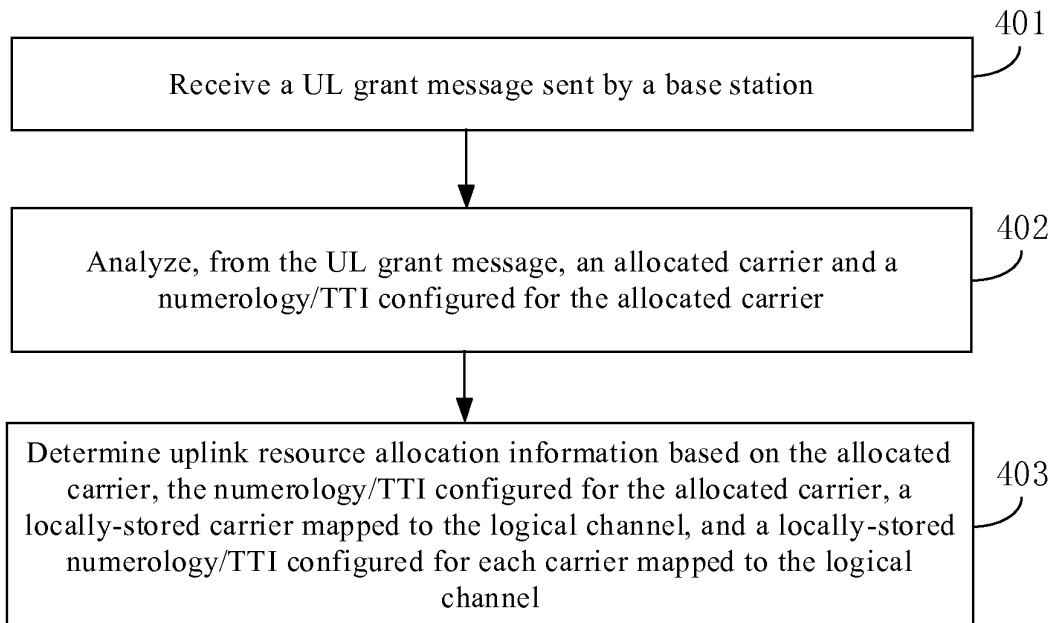 401
Receive a UL grant message sent by a base station
402
Analyze, from the UL grant message, an allocated carrier and a
numerology/TTI configured for the allocated carrier
Determine uplink resource allocation information based on the allocated
carrier, the numerology/TTI configured for the allocated carrier, a
403
locally-stored carrier mapped to the logical channel, and a locally-stored
numerology/TTI configured for each carrier mapped to the logical
channel